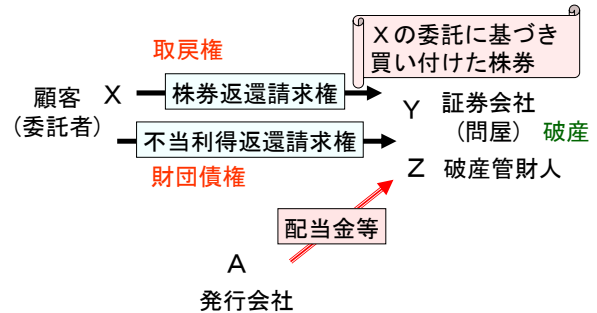 Xの委託に基づき
買い付けた株券
取戻権
株券返還請求権
顧客 X
(委託者)
Y 証券会社
(問屋) 破産
不当利得返還請求権
財団債権
Z 破産管財人
配当金等
A
発行会社